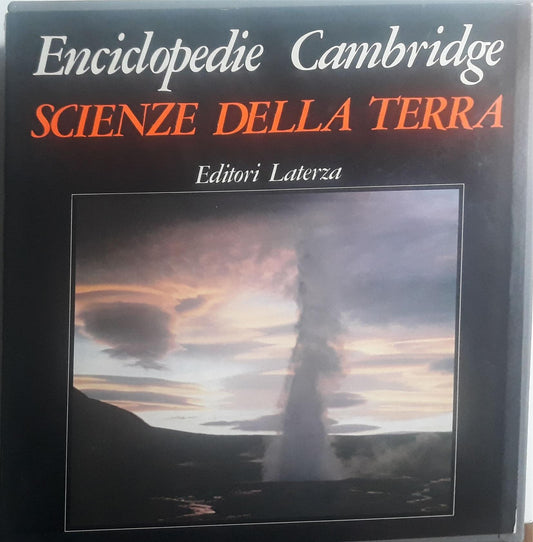 Enciclopedie Cambridge
SCIENZE DELLA TERRA
Editori Laterza